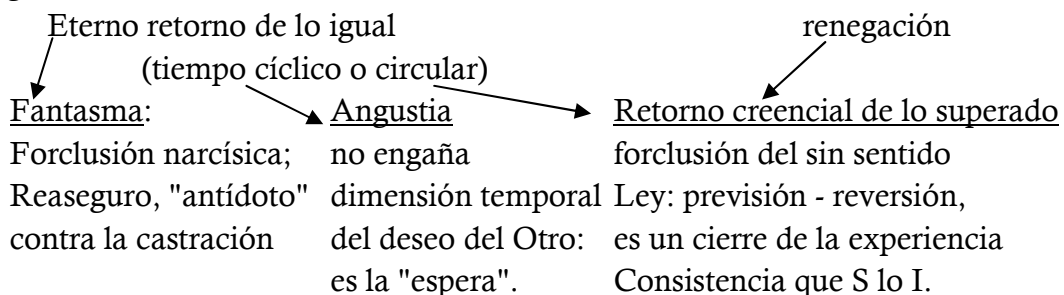 Eterno retorno de lo igual renegación
(tiempo cíclico o circular)
Fantasma: Angustia Retorno creencial de lo superado
Forclusión narcísica; no engaña forclusión del sin sentido
Reaseguro, "antídoto" dimensión temporal Ley: previsión - reversión,
contra la castración del deseo del Otro: es un cierre de la experiencia
es la "espera". Consistencia que S lo I.